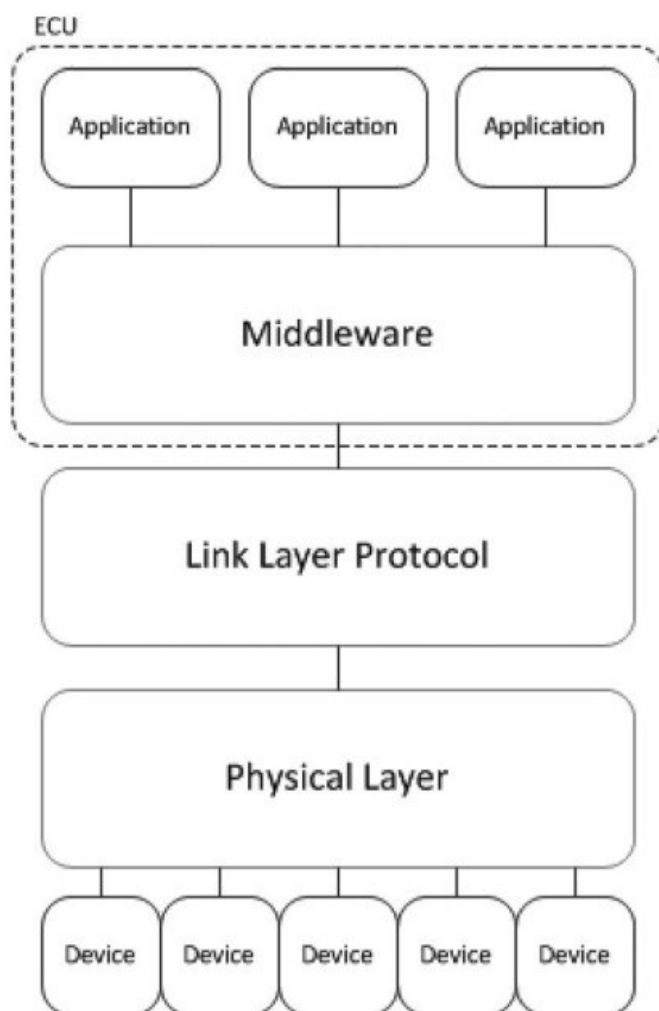 ECU
Application Application Application
Middleware
Link Layer Protocol
Physical Layer
Device Device Device Device Device